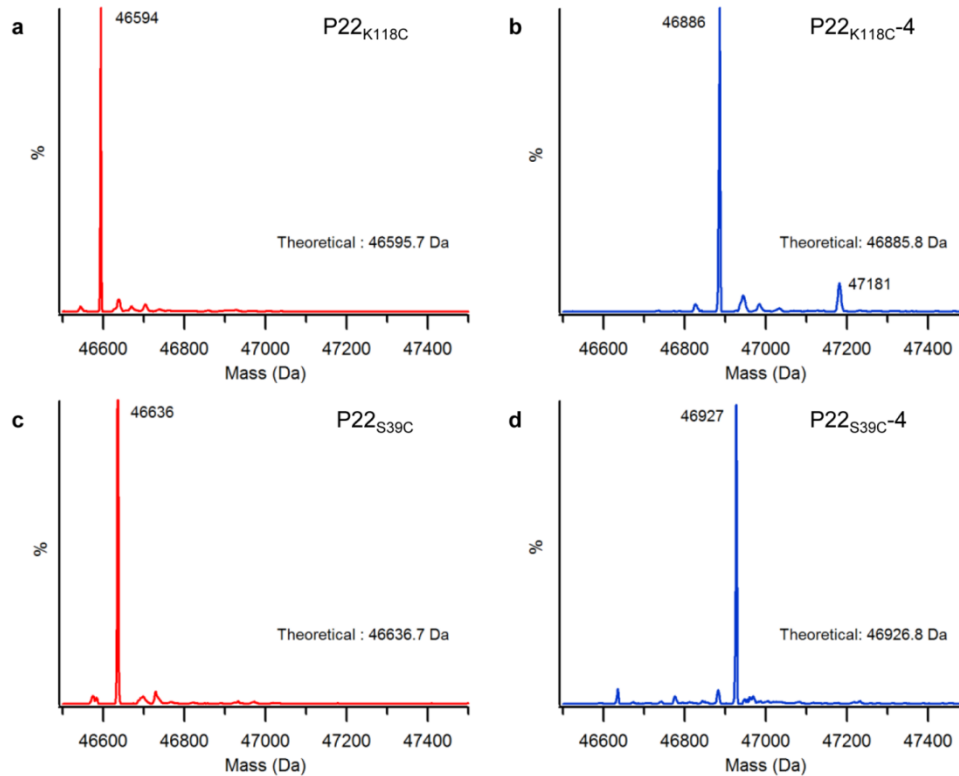 a
46594
P22K118C
%
Theoretical : 46595.7 Da
46600 46800 47000 47200 47400
Mass (Da)
b
46886
P22K118C-4
%
Theoretical: 46885.8 Da
47181
46600 46800 47000 47200 47400
Mass (Da)
c
46636
P22S39C
%
Theoretical : 46636.7 Da
46600 46800 47000 47200 47400
Mass (Da)
d
46927
P22S39C-4
%
Theoretical: 46926.8 Da
46600 46800 47000 47200 47400
Mass (Da)